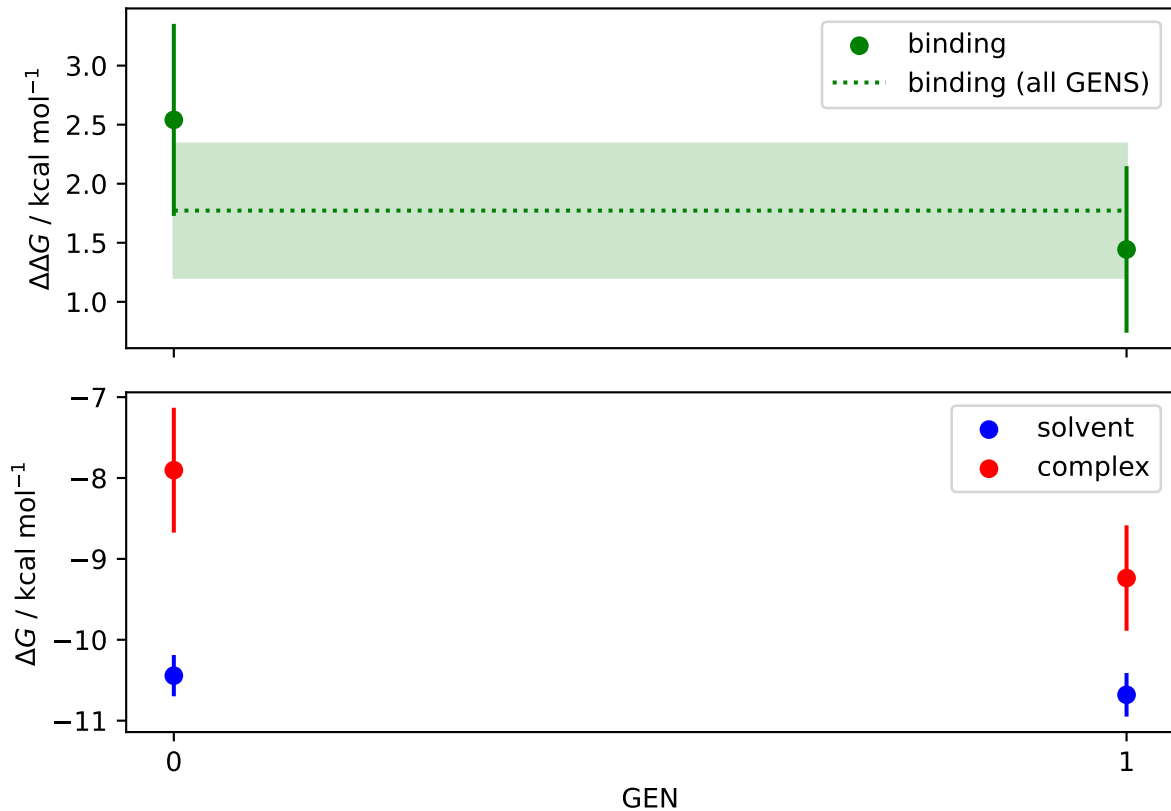 ΔΔG / kcal mol⁻¹
3.0
2.5
2.0
1.5
1.0
binding
binding (all GENS)
ΔG / kcal mol⁻¹
−7
−8
−9
−10
−11
solvent
complex
0
1
GEN